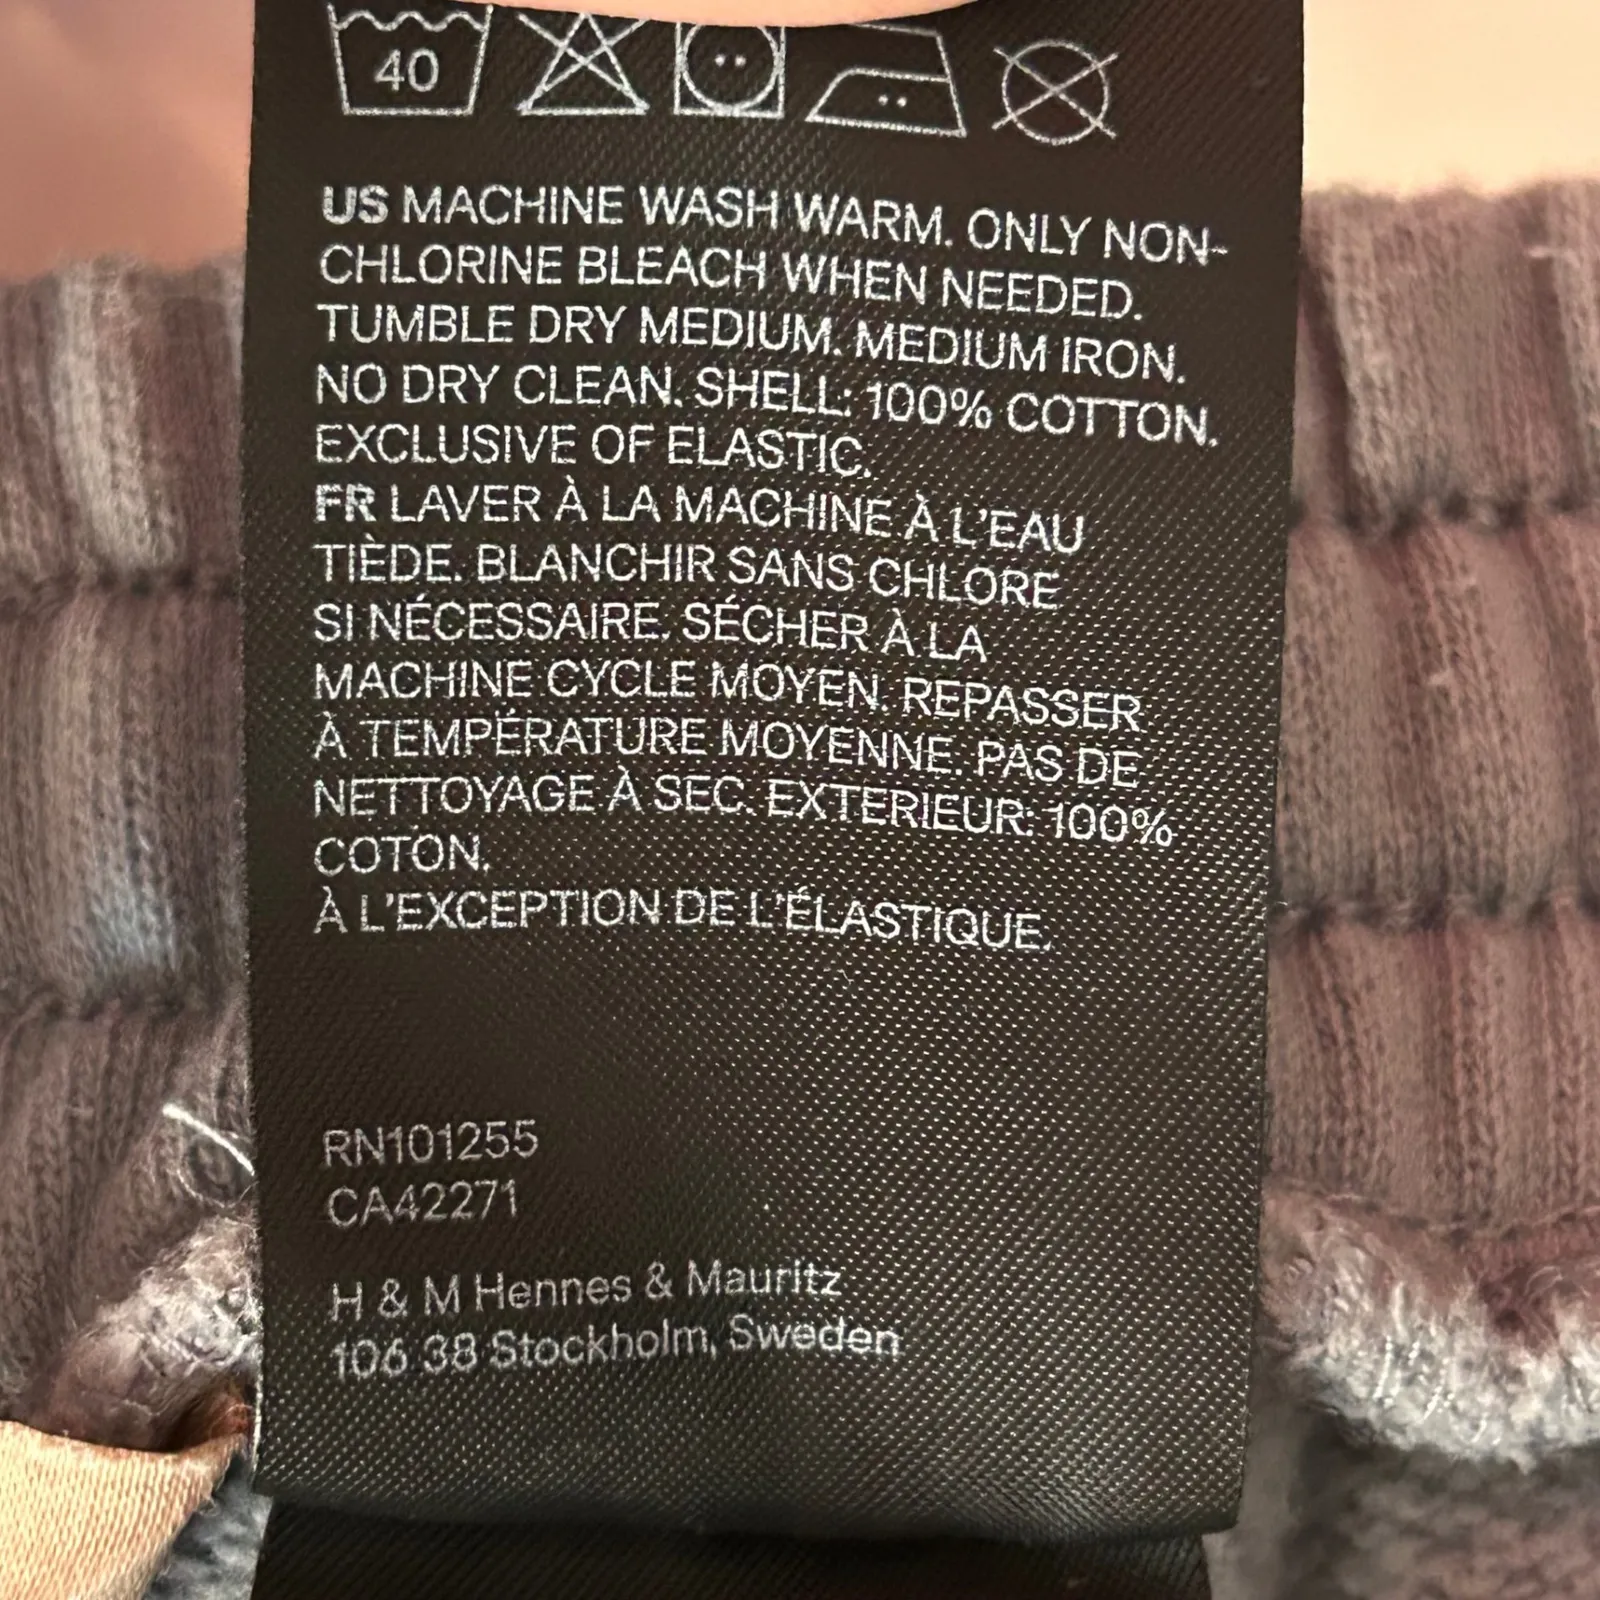 40
US MACHINE WASH WARM. ONLY NON-
CHLORINE BLEACH WHEN NEEDED.
TUMBLE DRY MEDIUM. MEDIUM IRON.
NO DRY CLEAN. SHELL: 100% COTTON.
EXCLUSIVE OF ELASTIC.
FR LAVER À LA MACHINE À L'EAU
TIÈDE. BLANCHIR SANS CHLORE
SI NÉCESSAIRE. SÉCHER À LA
MACHINE CYCLE MOYEN. REPASSER
À TEMPÉRATURE MOYENNE. PAS DE
NETTOYAGE À SEC. EXTERIEUR: 100%
COTON.
À L'EXCEPTION DE L'ÉLASTIQUE.
RN101255
CA42271
H & M Hennes & Mauritz
106 38 Stockholm, Sweden